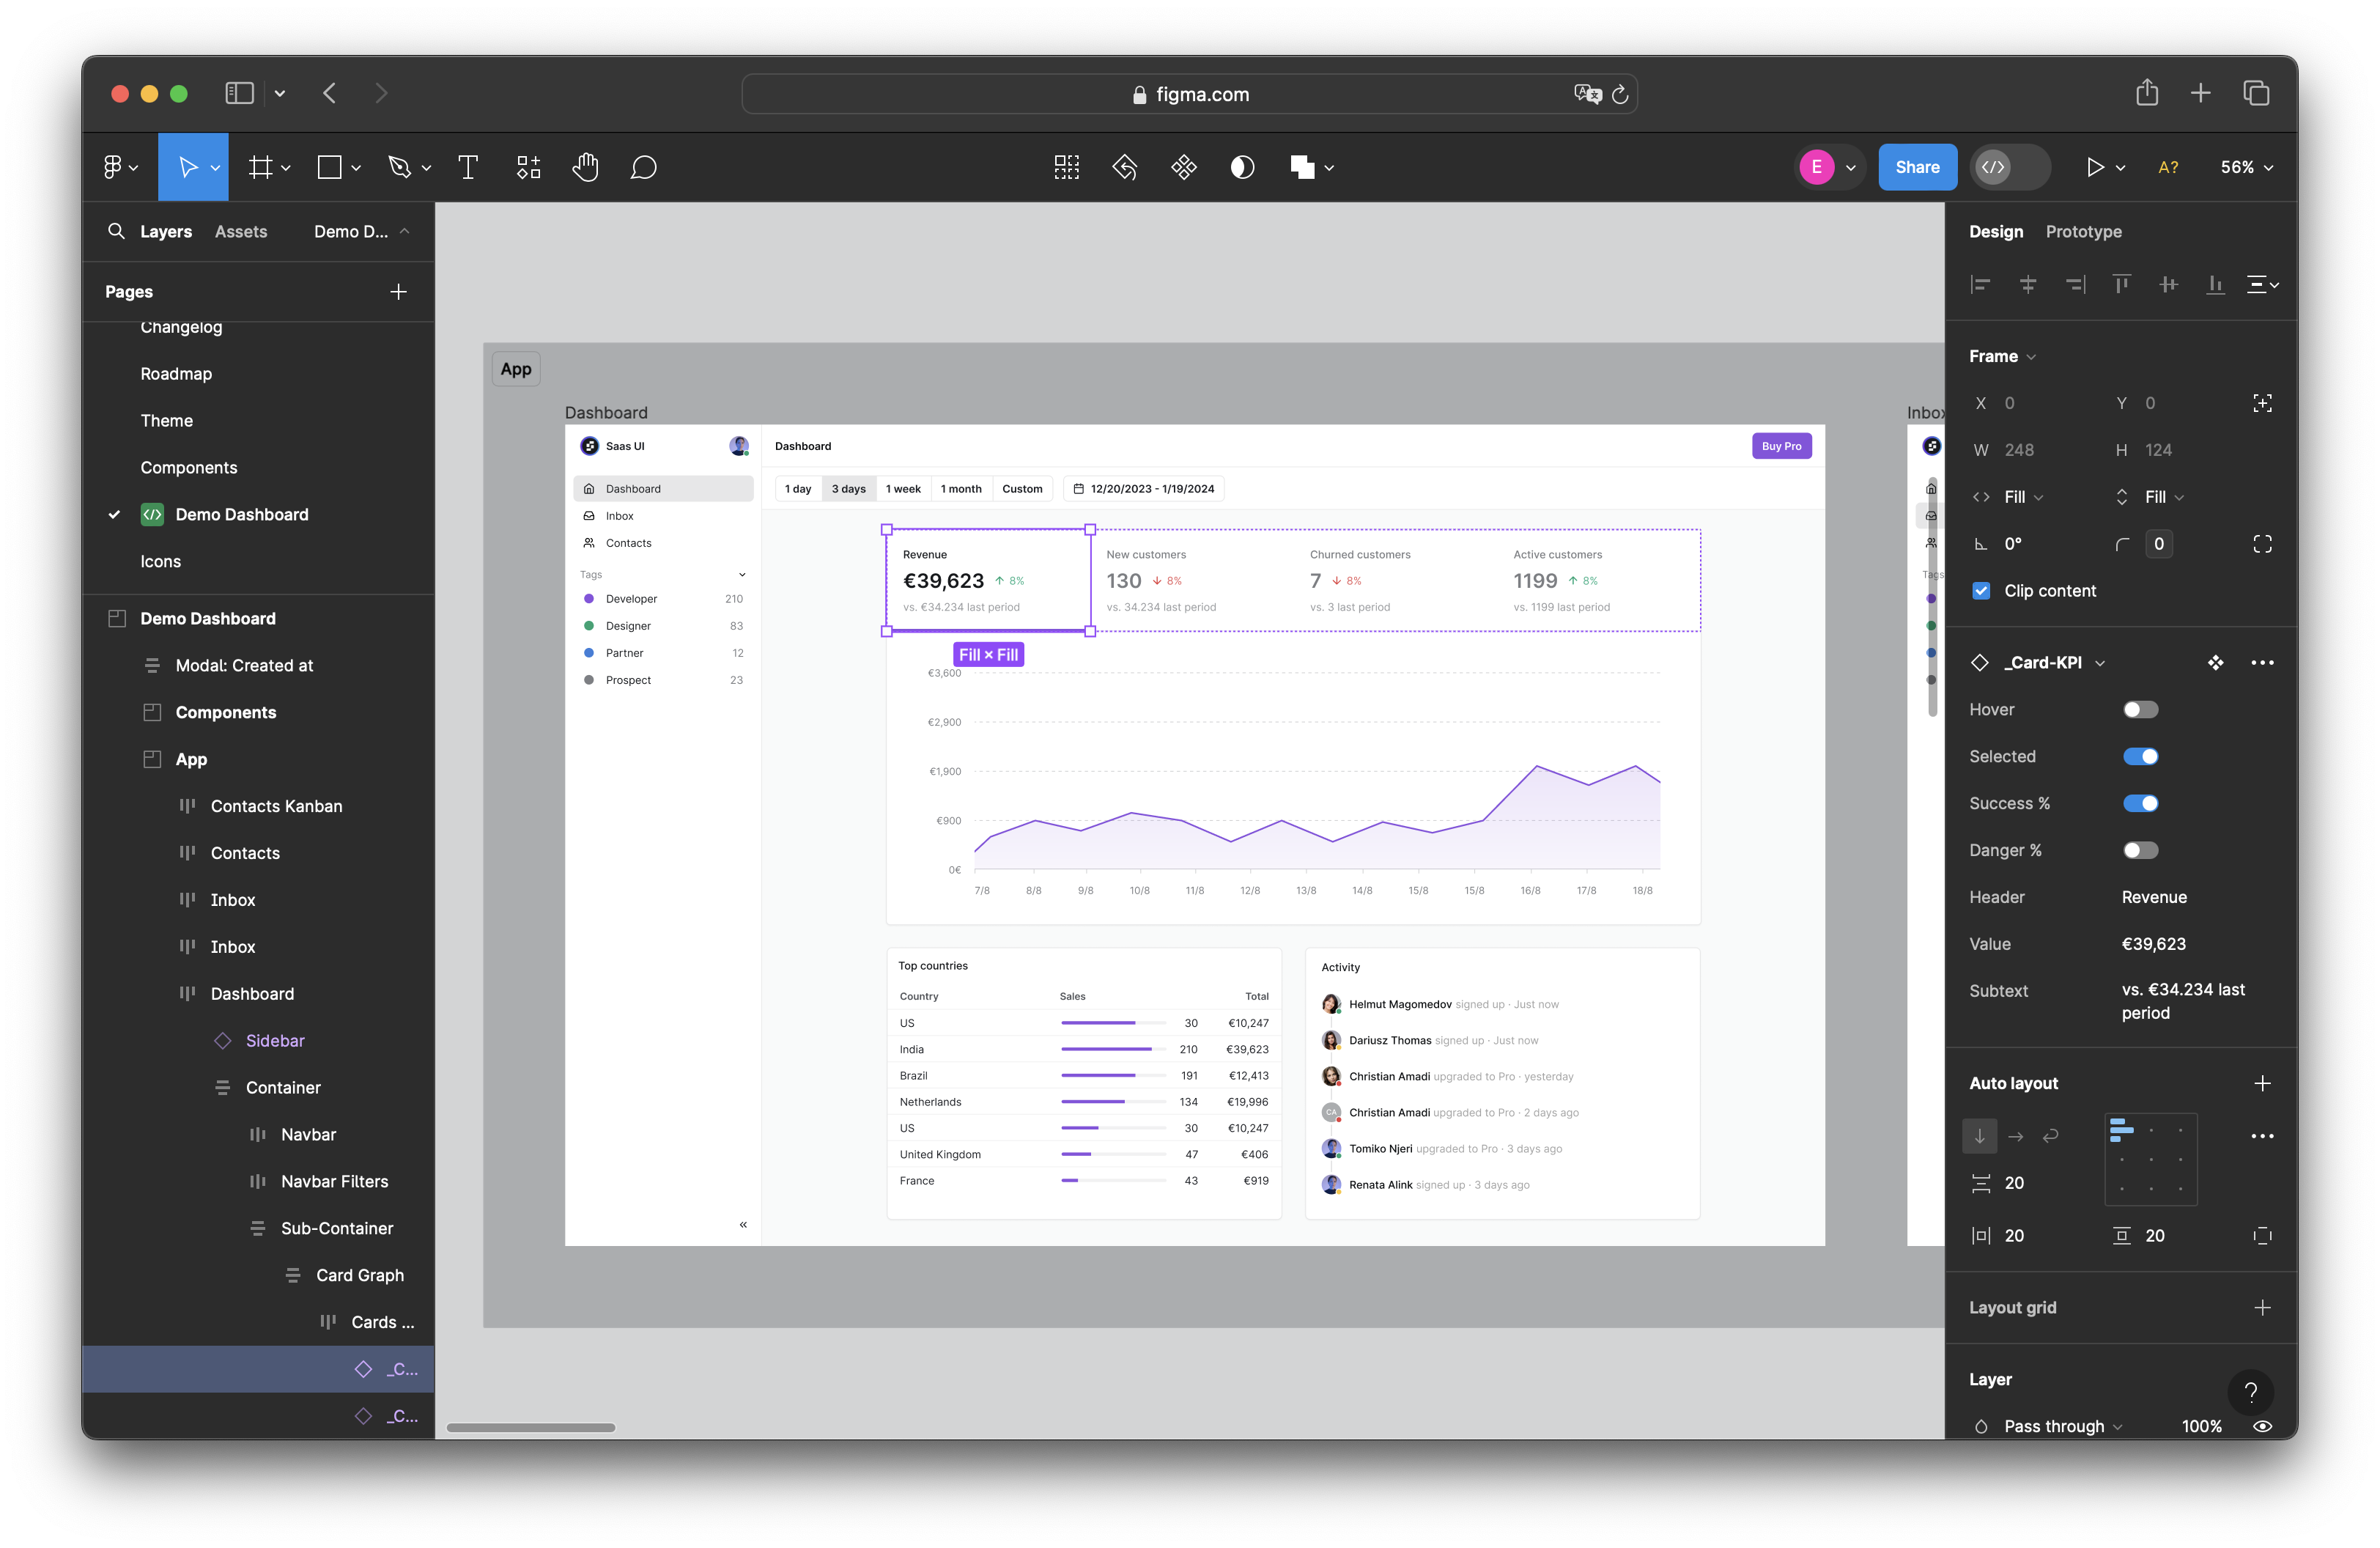 figma.com
E
Share
A?
56%
Layers
Assets
Demo D...
Pages
Changelog
Roadmap
Theme
Components
Demo Dashboard
Icons
Demo Dashboard
Modal: Created at
Components
App
Contacts Kanban
Contacts
Inbox
Inbox
Dashboard
Sidebar
Container
Navbar
Navbar Filters
Sub-Container
Card Graph
Cards ...
_C...
_C...
App
Dashboard
Saas UI
Dashboard
Inbox
Contacts
Tags
Developer 210
Designer 83
Partner 12
Prospect 23
«
Dashboard
Buy Pro
1 day 3 days 1 week 1 month Custom 12/20/2023 - 1/19/2024
Revenue
€39,623 8%
vs. €34.234 last period
New customers
130 8%
vs. 34.234 last period
Churned customers
7 8%
vs. 3 last period
Active customers
1199 8%
vs. 1199 last period
Fill × Fill
€3,600
€2,900
€1,900
€900
0€
7/8 8/8 9/8 10/8 11/8 12/8 13/8 14/8 15/8 15/8 16/8 17/8 18/8
Top countries
Country Sales Total
US 30 €10,247
India 210 €39,623
Brazil 191 €12,413
Netherlands 134 €19,996
US 30 €10,247
United Kingdom 47 €406
France 43 €919
Activity
Helmut Magomedov signed up · Just now
Dariusz Thomas signed up · Just now
Christian Amadi upgraded to Pro · yesterday
CA Christian Amadi upgraded to Pro · 2 days ago
Tomiko Njeri upgraded to Pro · 3 days ago
Renata Alink signed up · 3 days ago
Inbox
Tags
Design
Prototype
Frame
X 0 Y 0
W 248 H 124
Fill Fill
0° 0
Clip content
_Card-KPI
Hover
Selected
Success %
Danger %
Header Revenue
Value €39,623
Subtext vs. €34.234 last
period
Auto layout
20
20 20
Layout grid
Layer
?
Pass through 100%